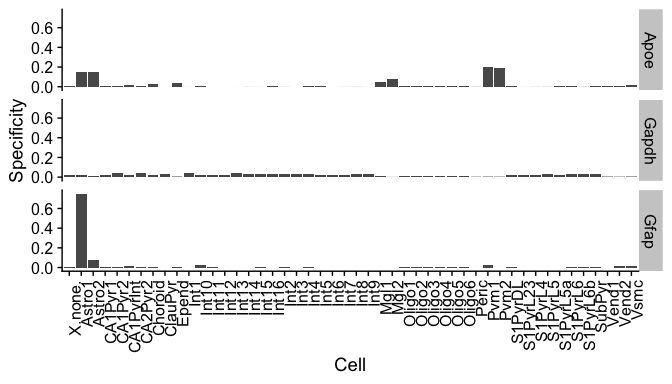 0.6
0.4
0.2
0.0
Apoe
0.6
0.4
0.2
0.0
Gapdh
0.6
0.4
0.2
0.0
Gfap
Specificity
X_none
Astro1
Astro2
CA1Pyr1
CA1Pyr2
CA1PyrInt
CA2Pyr2
Choroid
ClauPyr
Epend
Int1
Int10
Int11
Int12
Int13
Int14
Int15
Int16
Int2
Int3
Int4
Int5
Int6
Int7
Int8
Int9
Mgl1
Mgl2
Oligo1
Oligo2
Oligo3
Oligo4
Oligo5
Oligo6
Peric
Pvm1
Pvm2
S1PyrDL
S1PyrL23
S1PyrL4
S1PyrL5
S1PyrL5a
S1PyrL6
S1PyrL6b
SubPyr
Vend1
Vend2
Vsmc
Cell